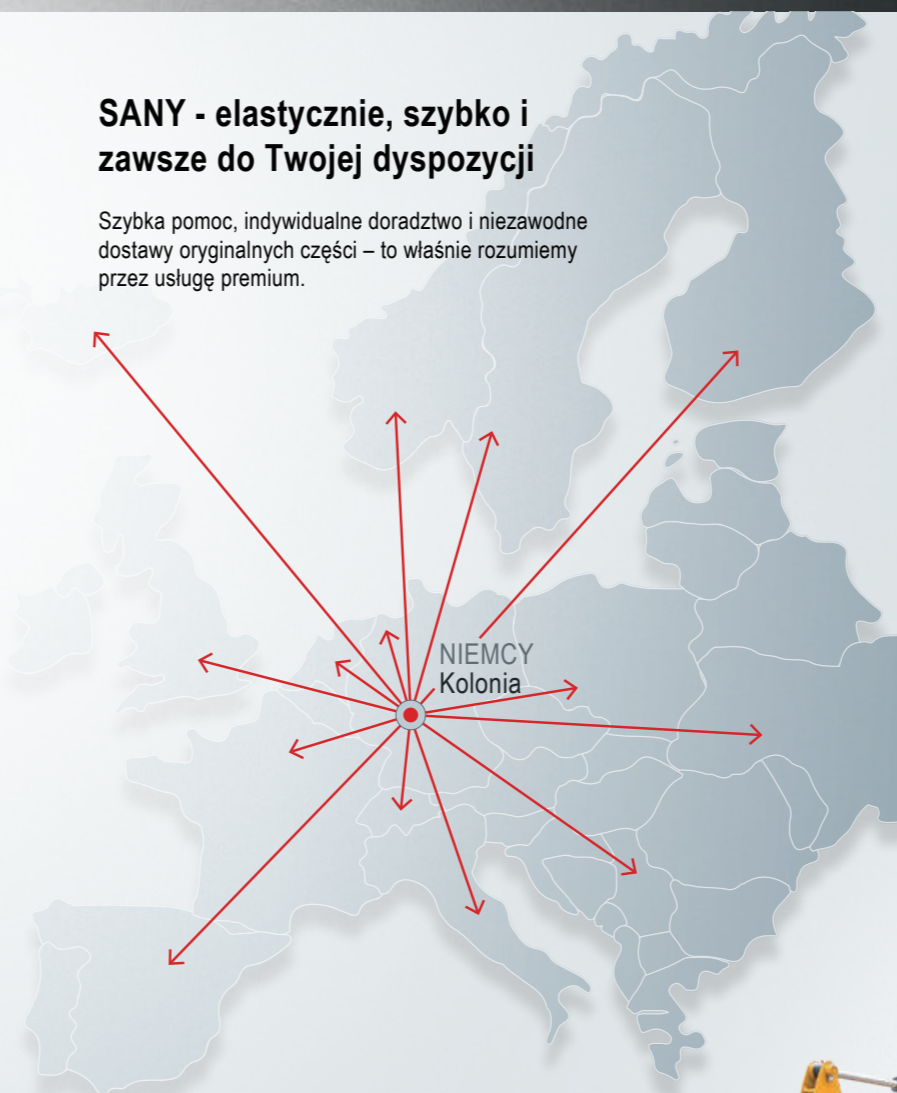 SANY - elastycznie, szybko i
zawsze do Twojej dyspozycji
Szybka pomoc, indywidualne doradztwo i niezawodne
dostawy oryginalnych części – to właśnie rozumiemy
przez usługę premium.
NIEMCY
Kolonia